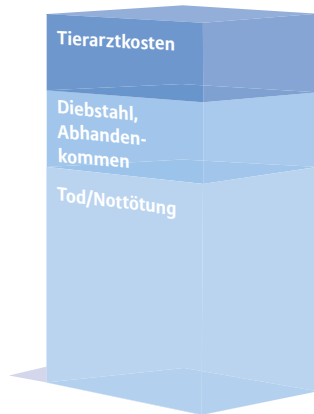 Tierarztkosten
Diebstahl,
Abhanden-
kommen
Tod/Nottötung